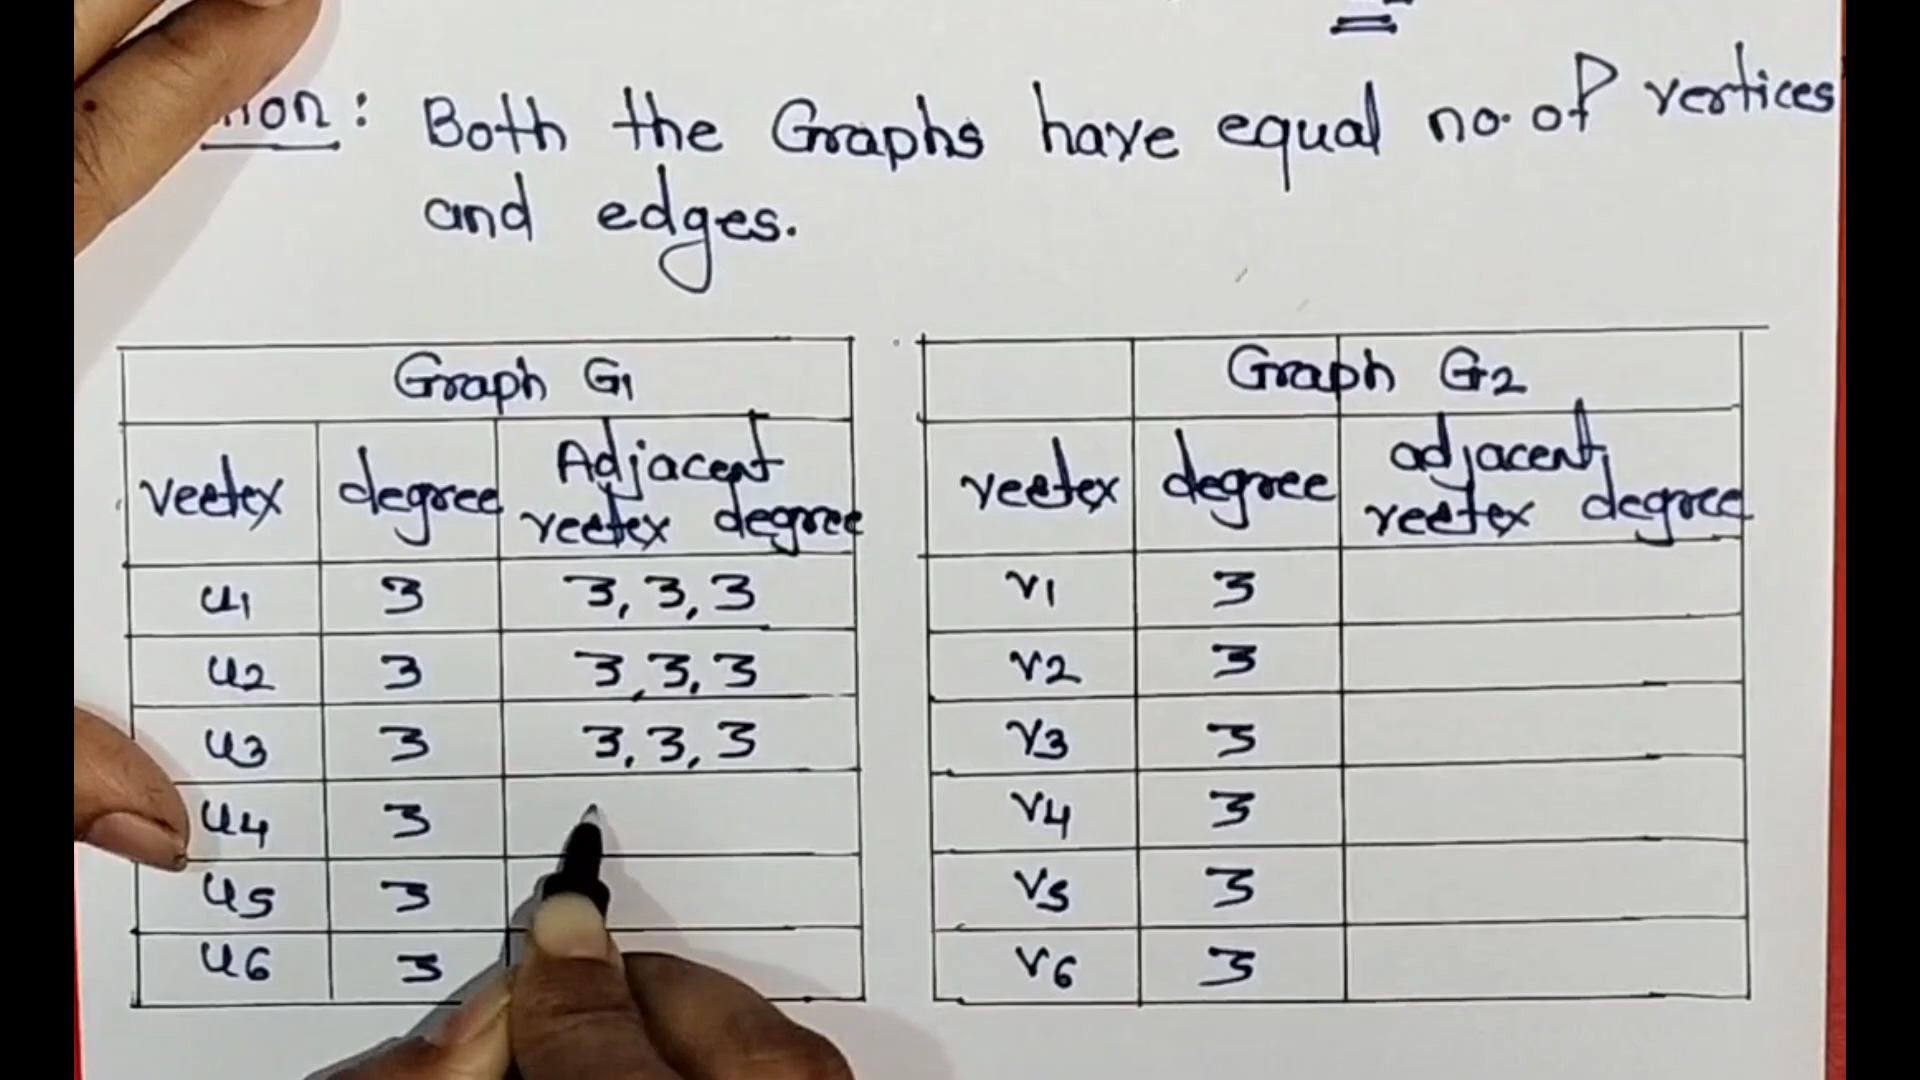 Both the Graphs have equal no. of vertices
and edges.
Graph G1
vertex degree Adjacent vertex degree
u1 3 3, 3, 3
u2 3 3, 3, 3
u3 3 3, 3, 3
u4 3
u5 3
u6 3
Graph G2
vertex degree adjacent vertex degree
v1 3
v2 3
v3 3
v4 3
v5 3
v6 3